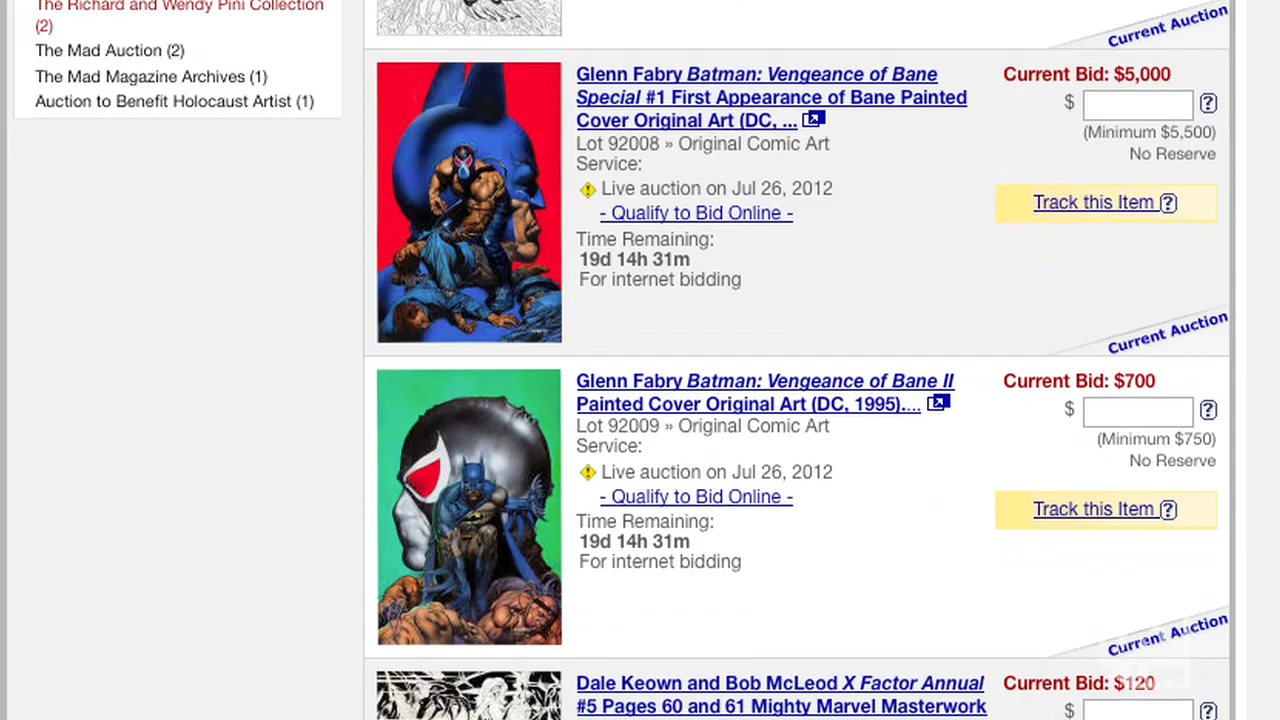 The Richard and Wendy Pini Collection
(2)
The Mad Auction (2)
The Mad Magazine Archives (1)
Auction to Benefit Holocaust Artist (1)
Current Auction
Glenn Fabry Batman: Vengeance of Bane
Special #1 First Appearance of Bane Painted
Cover Original Art (DC, ...
Lot 92008 » Original Comic Art
Service:
Live auction on Jul 26, 2012
- Qualify to Bid Online -
Time Remaining:
19d 14h 31m
For internet bidding
Current Bid: $5,000
$ ?
(Minimum $5,500)
No Reserve
Track this Item ?
Current Auction
Glenn Fabry Batman: Vengeance of Bane II
Painted Cover Original Art (DC, 1995)....
Lot 92009 » Original Comic Art
Service:
Live auction on Jul 26, 2012
- Qualify to Bid Online -
Time Remaining:
19d 14h 31m
For internet bidding
Current Bid: $700
$ ?
(Minimum $750)
No Reserve
Track this Item ?
Current Auction
Dale Keown and Bob McLeod X Factor Annual
#5 Pages 60 and 61 Mighty Marvel Masterwork
Current Bid: $120
$ ?